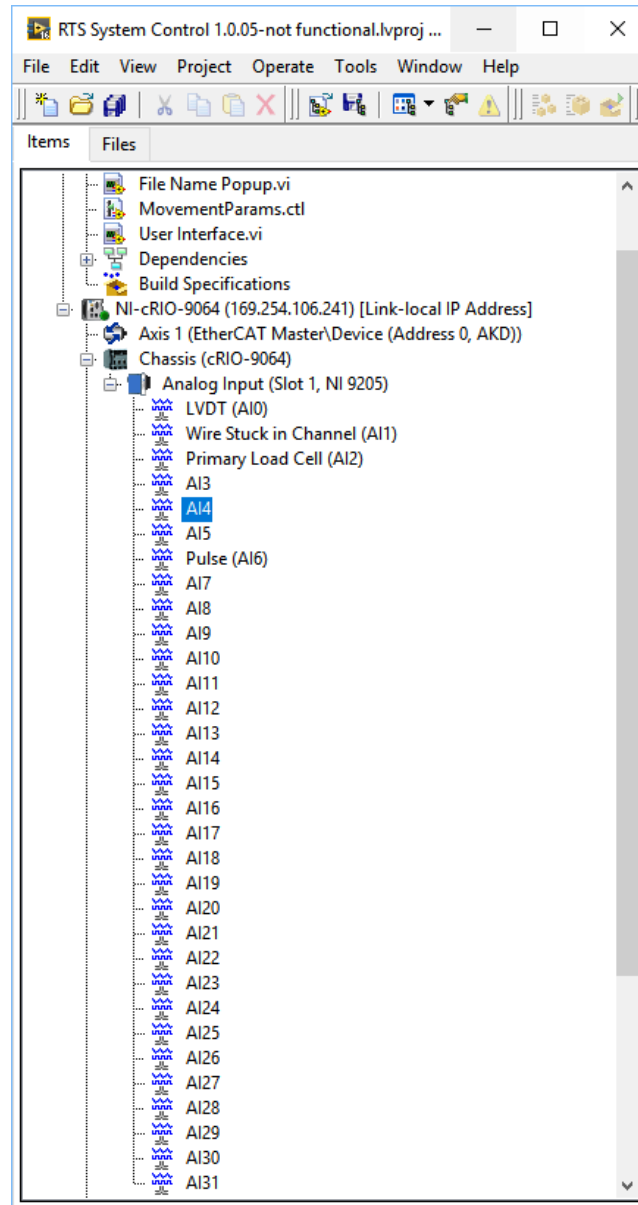 RTS System Control 1.0.05-not functional.lvproj ...
File Edit View Project Operate Tools Window Help
Items Files
File Name Popup.vi
MovementParams.ctl
User Interface.vi
Dependencies
Build Specifications
NI-cRIO-9064 (169.254.106.241) [Link-local IP Address]
Axis 1 (EtherCAT Master\Device (Address 0, AKD))
Chassis (cRIO-9064)
Analog Input (Slot 1, NI 9205)
LVDT (AI0)
Wire Stuck in Channel (AI1)
Primary Load Cell (AI2)
AI3
AI4
AI5
Pulse (AI6)
AI7
AI8
AI9
AI10
AI11
AI12
AI13
AI14
AI15
AI16
AI17
AI18
AI19
AI20
AI21
AI22
AI23
AI24
AI25
AI26
AI27
AI28
AI29
AI30
AI31